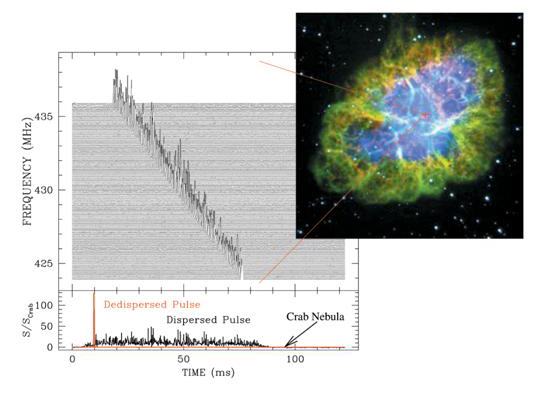 FREQUENCY (MHz)
435
430
425
S/S_Crab
100
50
0
Dedispersed Pulse
Dispersed Pulse
Crab Nebula
0
50
100
TIME (ms)